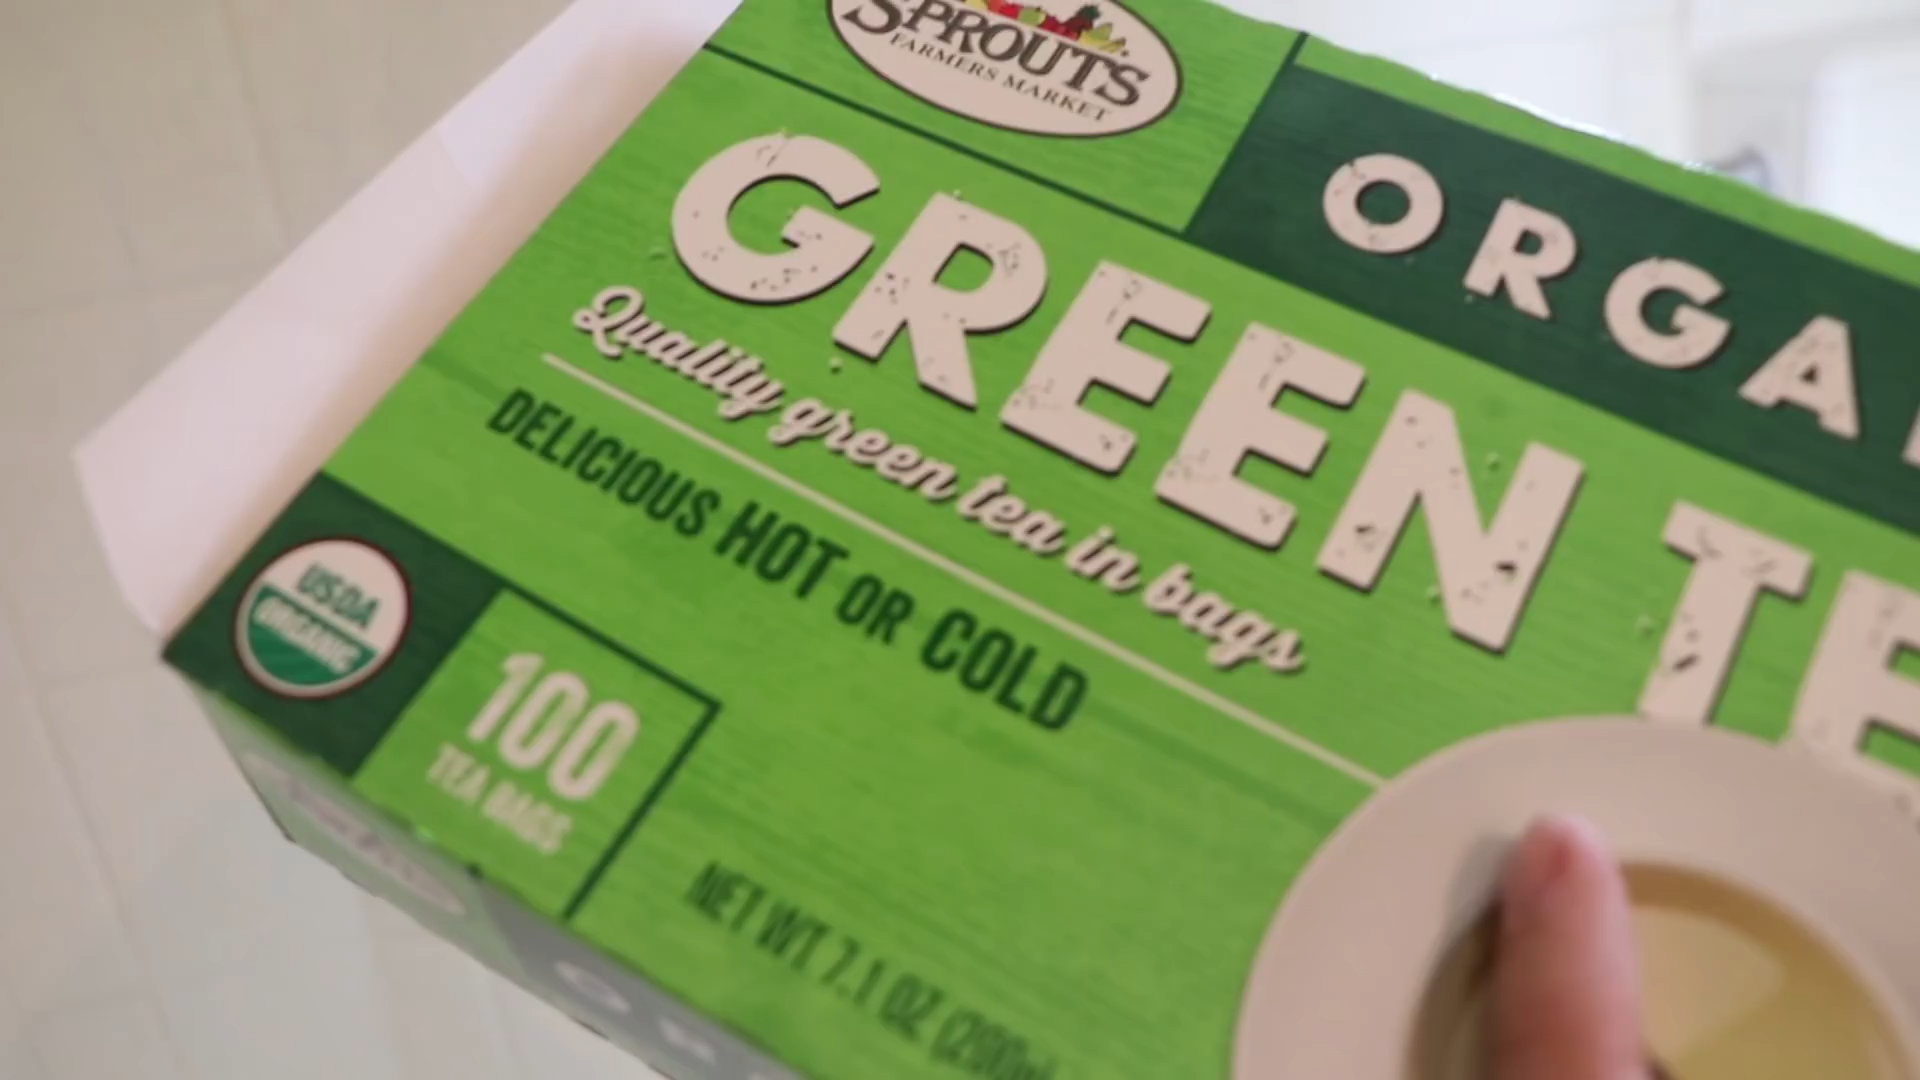 SPROUTS
FARMERS MARKET
ORGA
GREEN TE
Quality green tea in bags
DELICIOUS HOT OR COLD
USDA
ORGANIC
100
TEA BAGS
NET WT 7.1 OZ (200g)